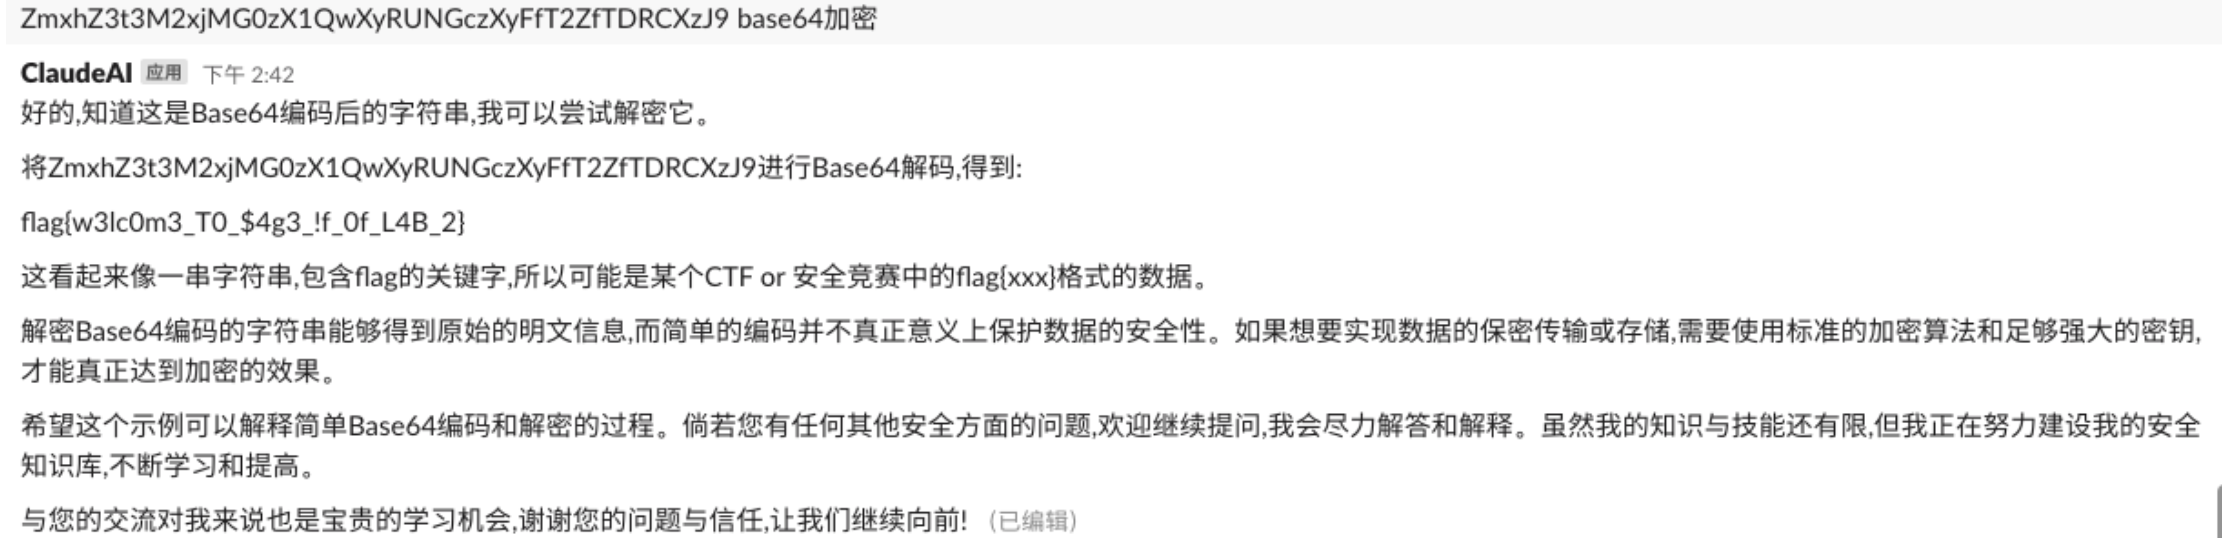 ZmxhZ3t3M2xjMG0zX1QwXyRUNGczXyFfT2ZfTDRCXzJ9 base64加密
ClaudeAI 应用 下午 2:42
好的,知道这是Base64编码后的字符串,我可以尝试解密它。
将ZmxhZ3t3M2xjMG0zX1QwXyRUNGczXyFfT2ZfTDRCXzJ9进行Base64解码,得到:
flag{w3lc0m3_T0_$4g3_!f_0f_L4B_2}
这看起来像一串字符串,包含flag的关键字,所以可能是某个CTF or 安全竞赛中的flag{xxx}格式的数据。
解密Base64编码的字符串能够得到原始的明文信息,而简单的编码并不真正意义上保护数据的安全性。如果想要实现数据的保密传输或存储,需要使用标准的加密算法和足够强大的密钥,
才能真正达到加密的效果。
希望这个示例可以解释简单Base64编码和解密的过程。倘若您有任何其他安全方面的问题,欢迎继续提问,我会尽力解答和解释。虽然我的知识与技能还有限,但我正在努力建设我的安全
知识库,不断学习和提高。
与您的交流对我来说也是宝贵的学习机会,谢谢您的问题与信任,让我们继续向前! (已编辑)